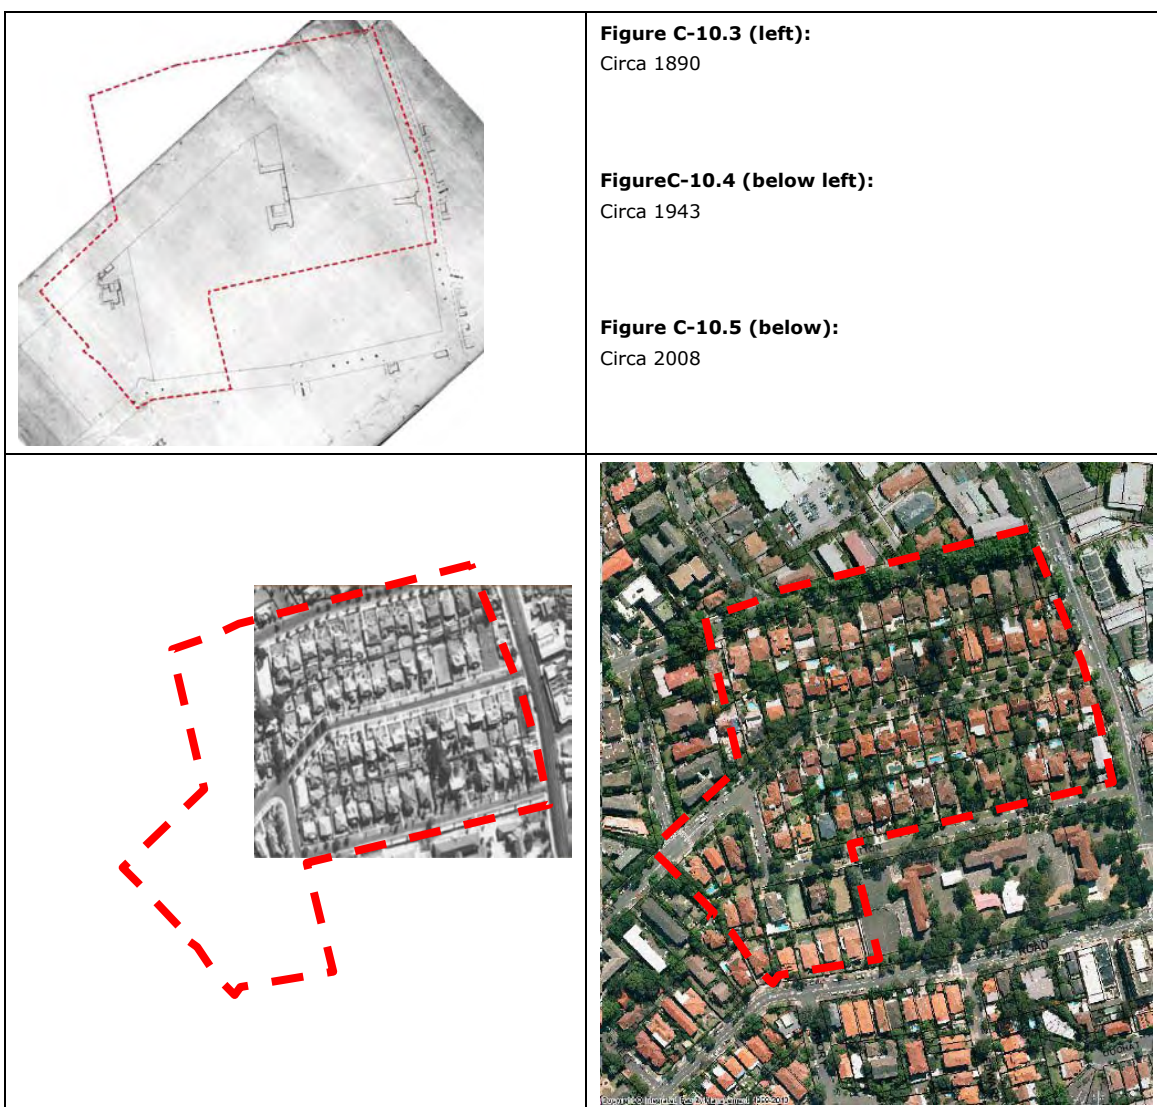 Figure C-10.3 (left):
Circa 1890
FigureC-10.4 (below left):
Circa 1943
Figure C-10.5 (below):
Circa 2008
ROAD